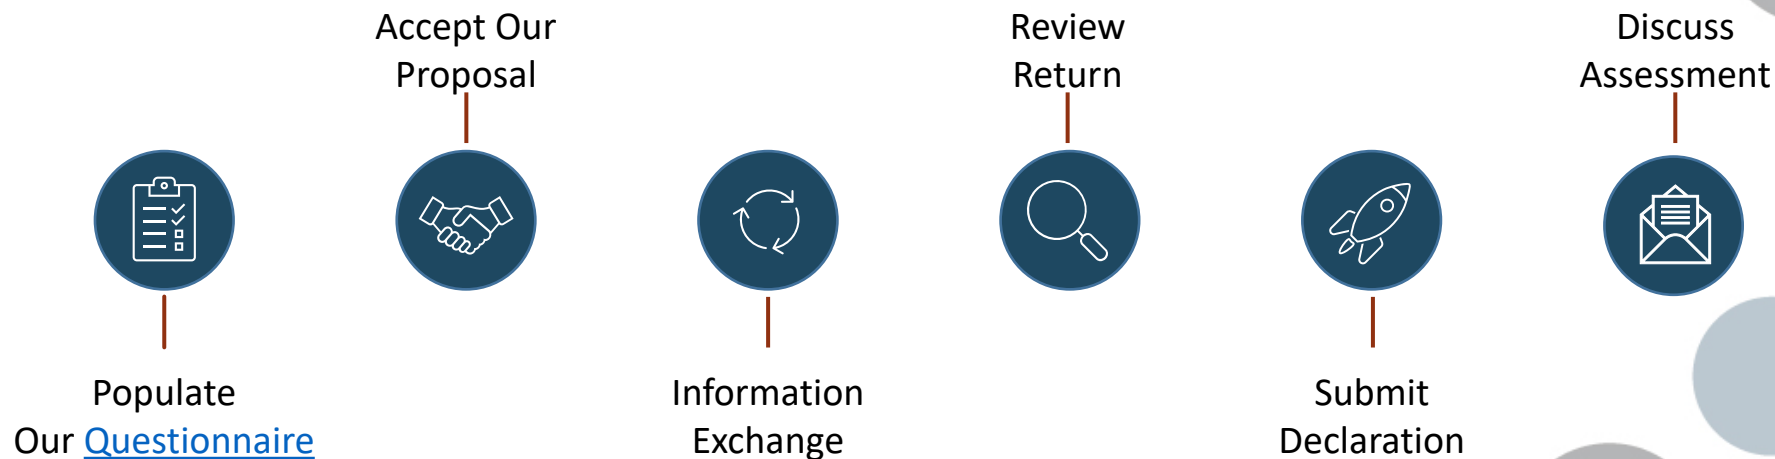 Populate
Our Questionnaire
Accept Our
Proposal
Information
Exchange
Review
Return
Submit
Declaration
Discuss
Assessment